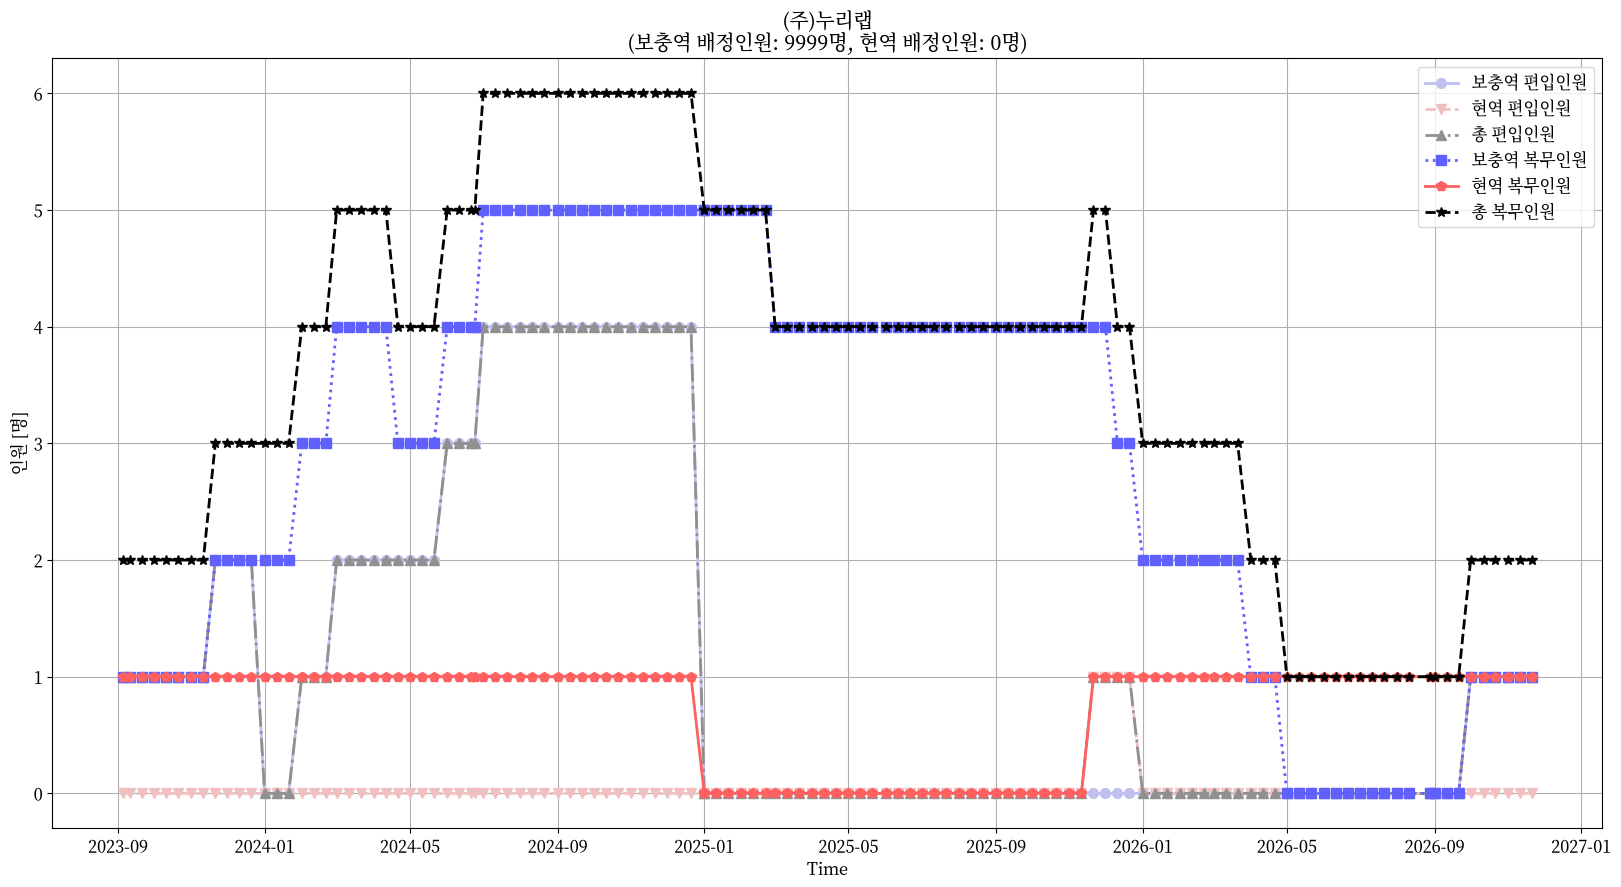 (주)누리랩
(보충역 배정인원: 9999명, 현역 배정인원: 0명)
보충역 편입인원
현역 편입인원
총 편입인원
보충역 복무인원
현역 복무인원
총 복무인원
인원 [명]
6
5
4
3
2
1
0
2023-09
2024-01
2024-05
2024-09
2025-01
2025-05
2025-09
2026-01
2026-05
2026-09
2027-01
Time